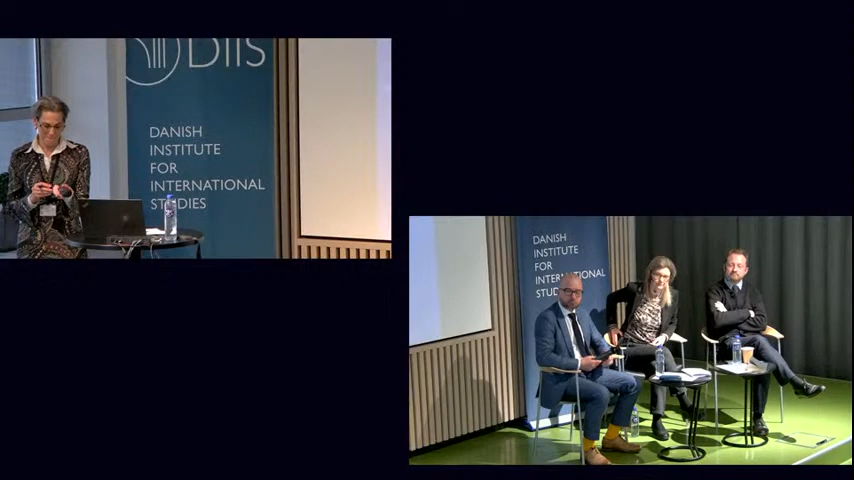 DIIS
DANISH
INSTITUTE
FOR
INTERNATIONAL
STUDIES
DANISH
INSTITUTE
FOR
INTERNATIONAL